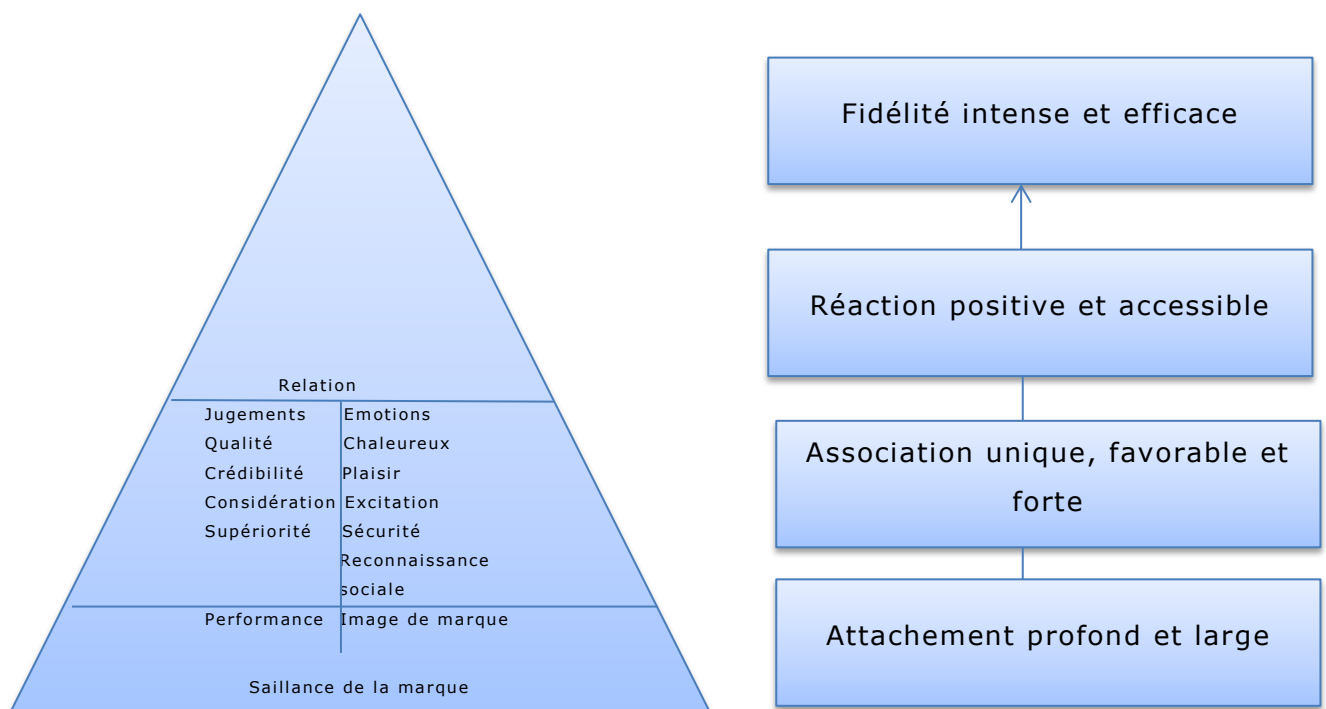 Relation
Jugements Emotions
Qualité Chaleureux
Crédibilité Plaisir
Considération Excitation
Supériorité Sécurité
Reconnaissance
sociale
Performance Image de marque
Saillance de la marque
Fidélité intense et efficace
Réaction positive et accessible
Association unique, favorable et
forte
Attachement profond et large